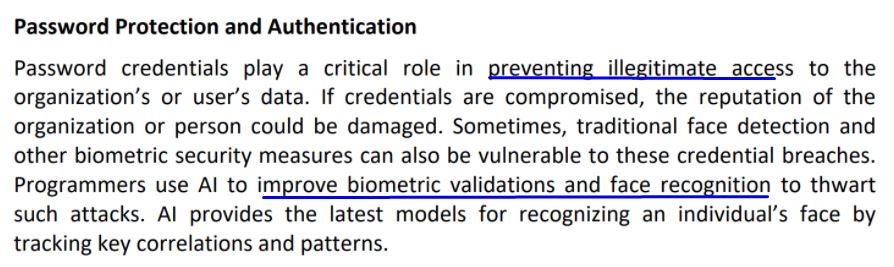 Password Protection and Authentication
Password credentials play a critical role in preventing illegitimate access to the
organization’s or user’s data. If credentials are compromised, the reputation of the
organization or person could be damaged. Sometimes, traditional face detection and
other biometric security measures can also be vulnerable to these credential breaches.
Programmers use AI to improve biometric validations and face recognition to thwart
such attacks. AI provides the latest models for recognizing an individual’s face by
tracking key correlations and patterns.